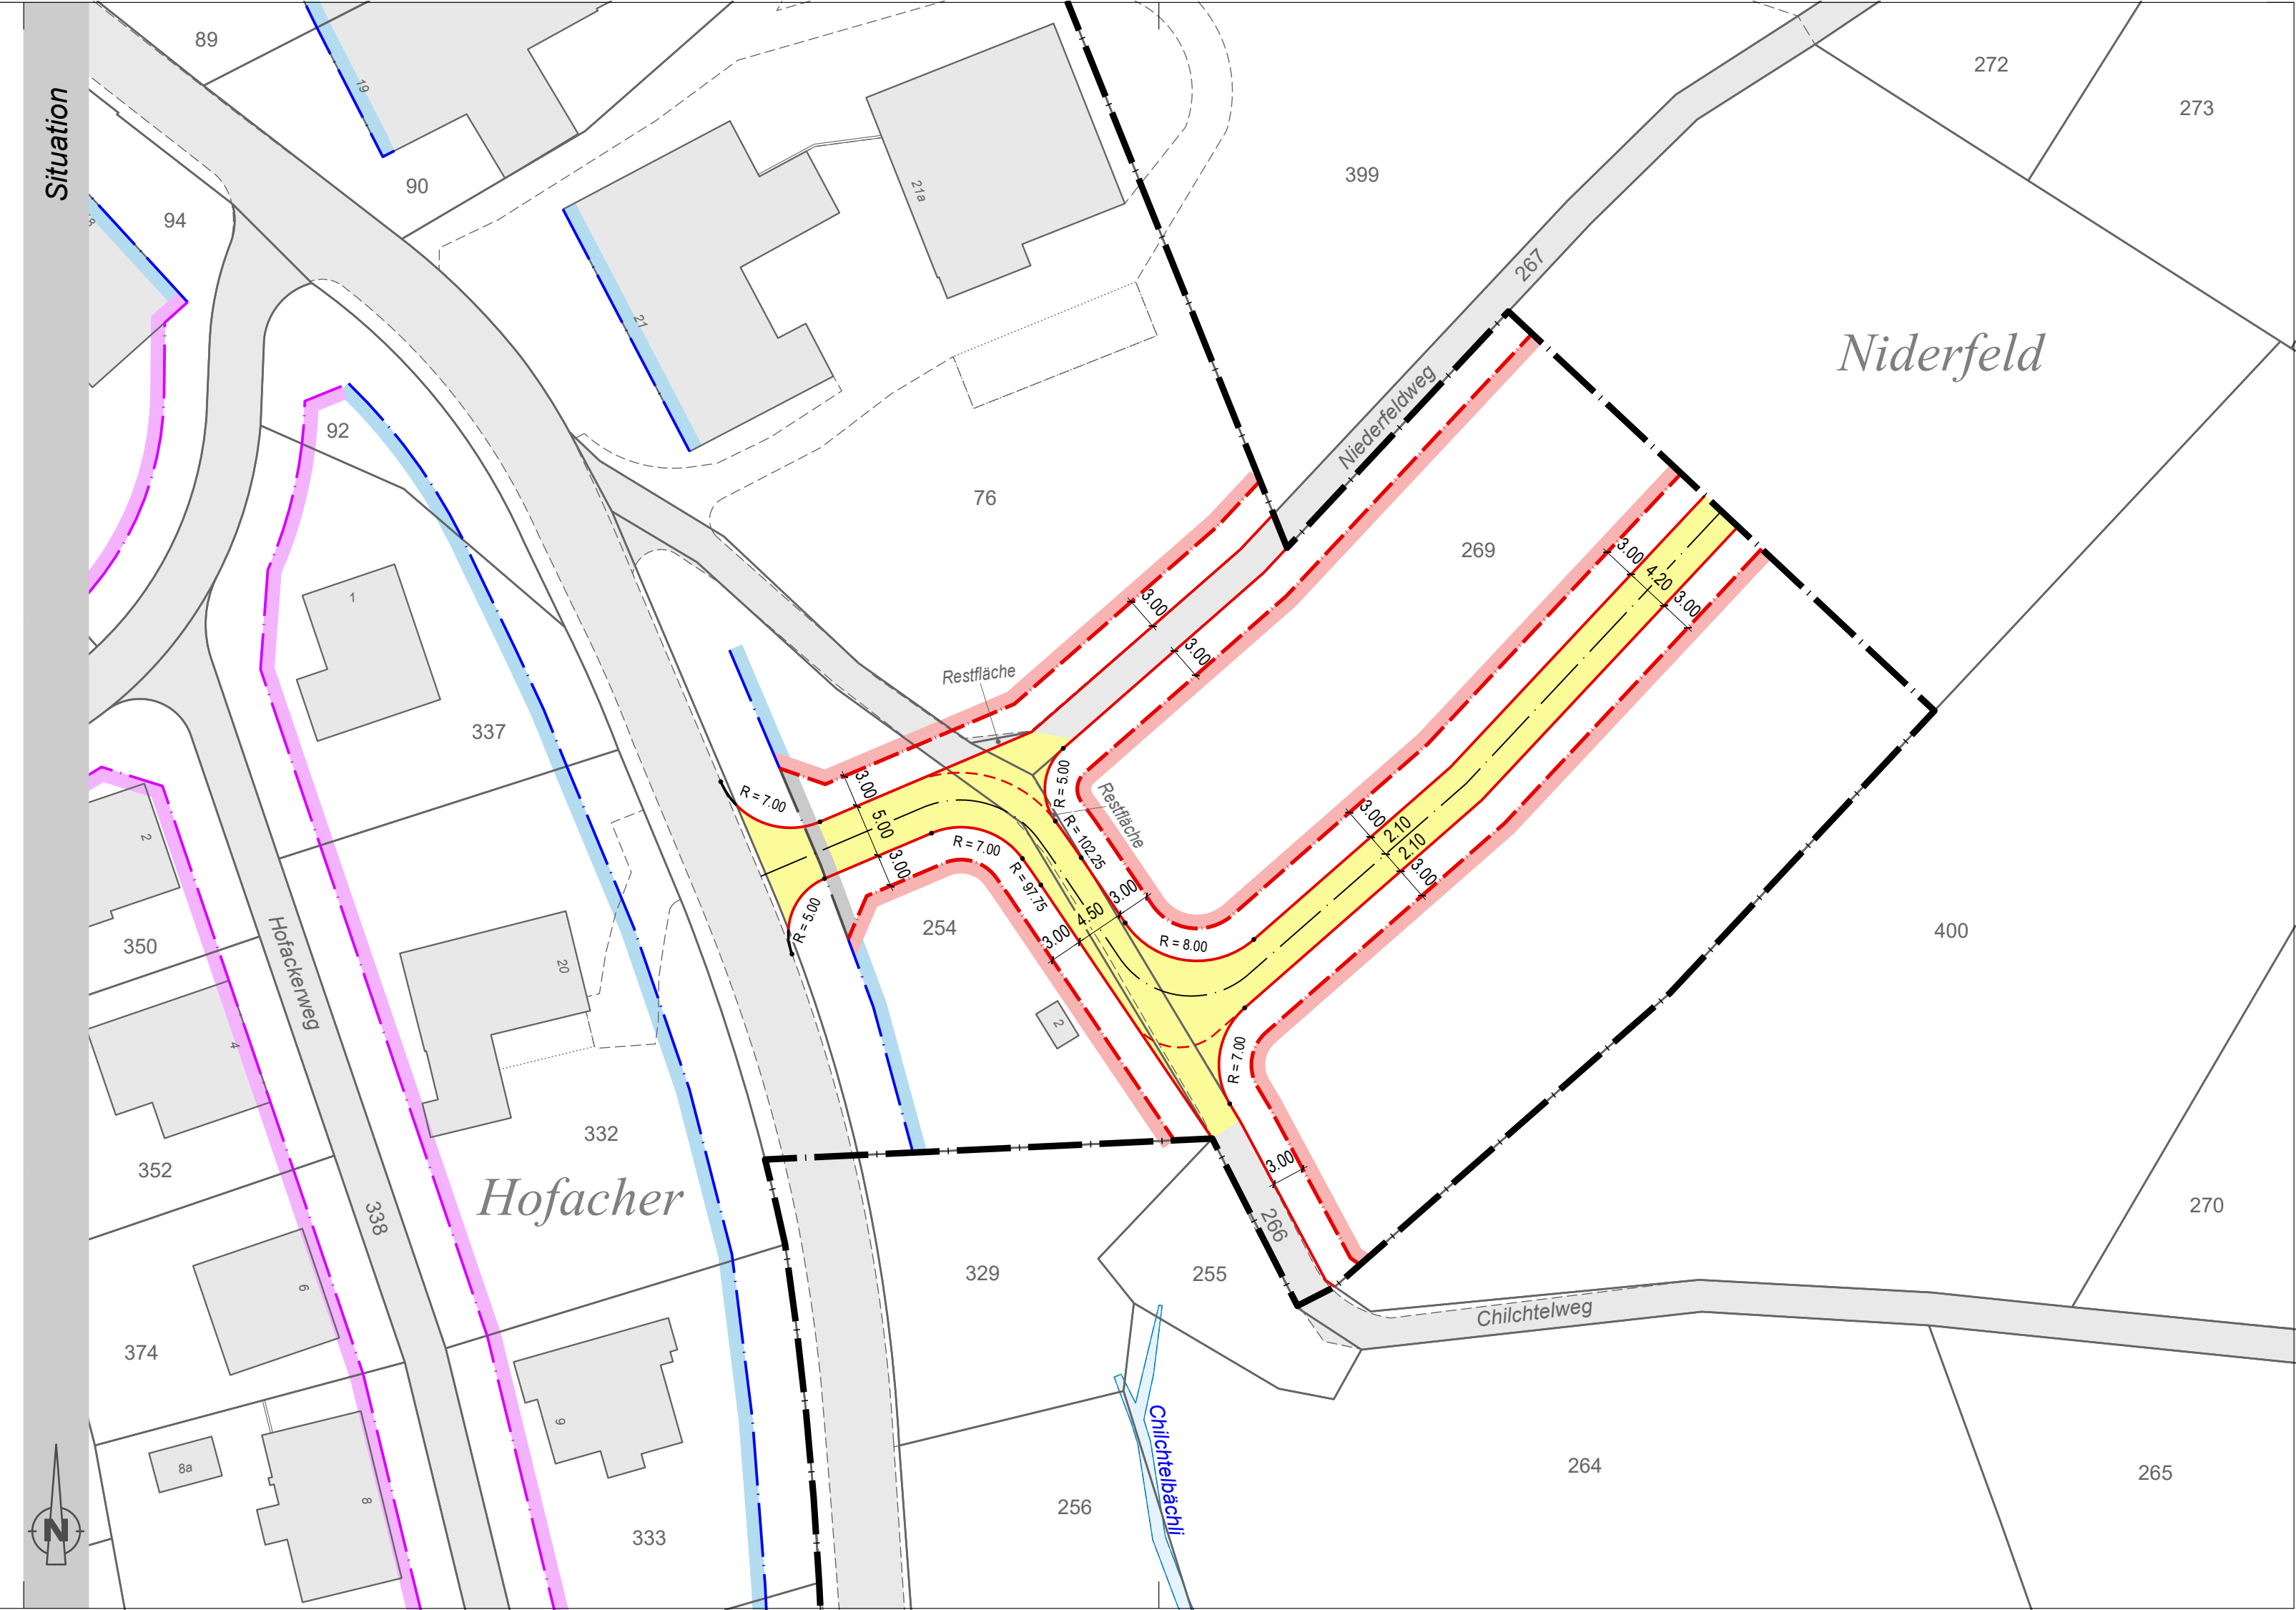 Situation
89
19
90
94
8
21
21a
399
272
273
267
Niderfeld
Niederfeldweg
92
76
269
1
337
Restfläche
3.00
3.00
3.00
4.20
3.00
R = 7.00
3.00
5.00
3.00
R = 5.00
R = 7.00
R = 97.75
R = 5.00
R = 102.25
Restfläche
3.00
2.10
2.10
3.00
3.00
4.50
3.00
R = 8.00
R = 7.00
3.00
2
350
Hofackerweg
20
254
2
400
4
352
332
Hofacher
338
266
329
255
270
Chilchtelweg
6
374
9
8a
8
333
256
Chilchtelbächli
264
265
N